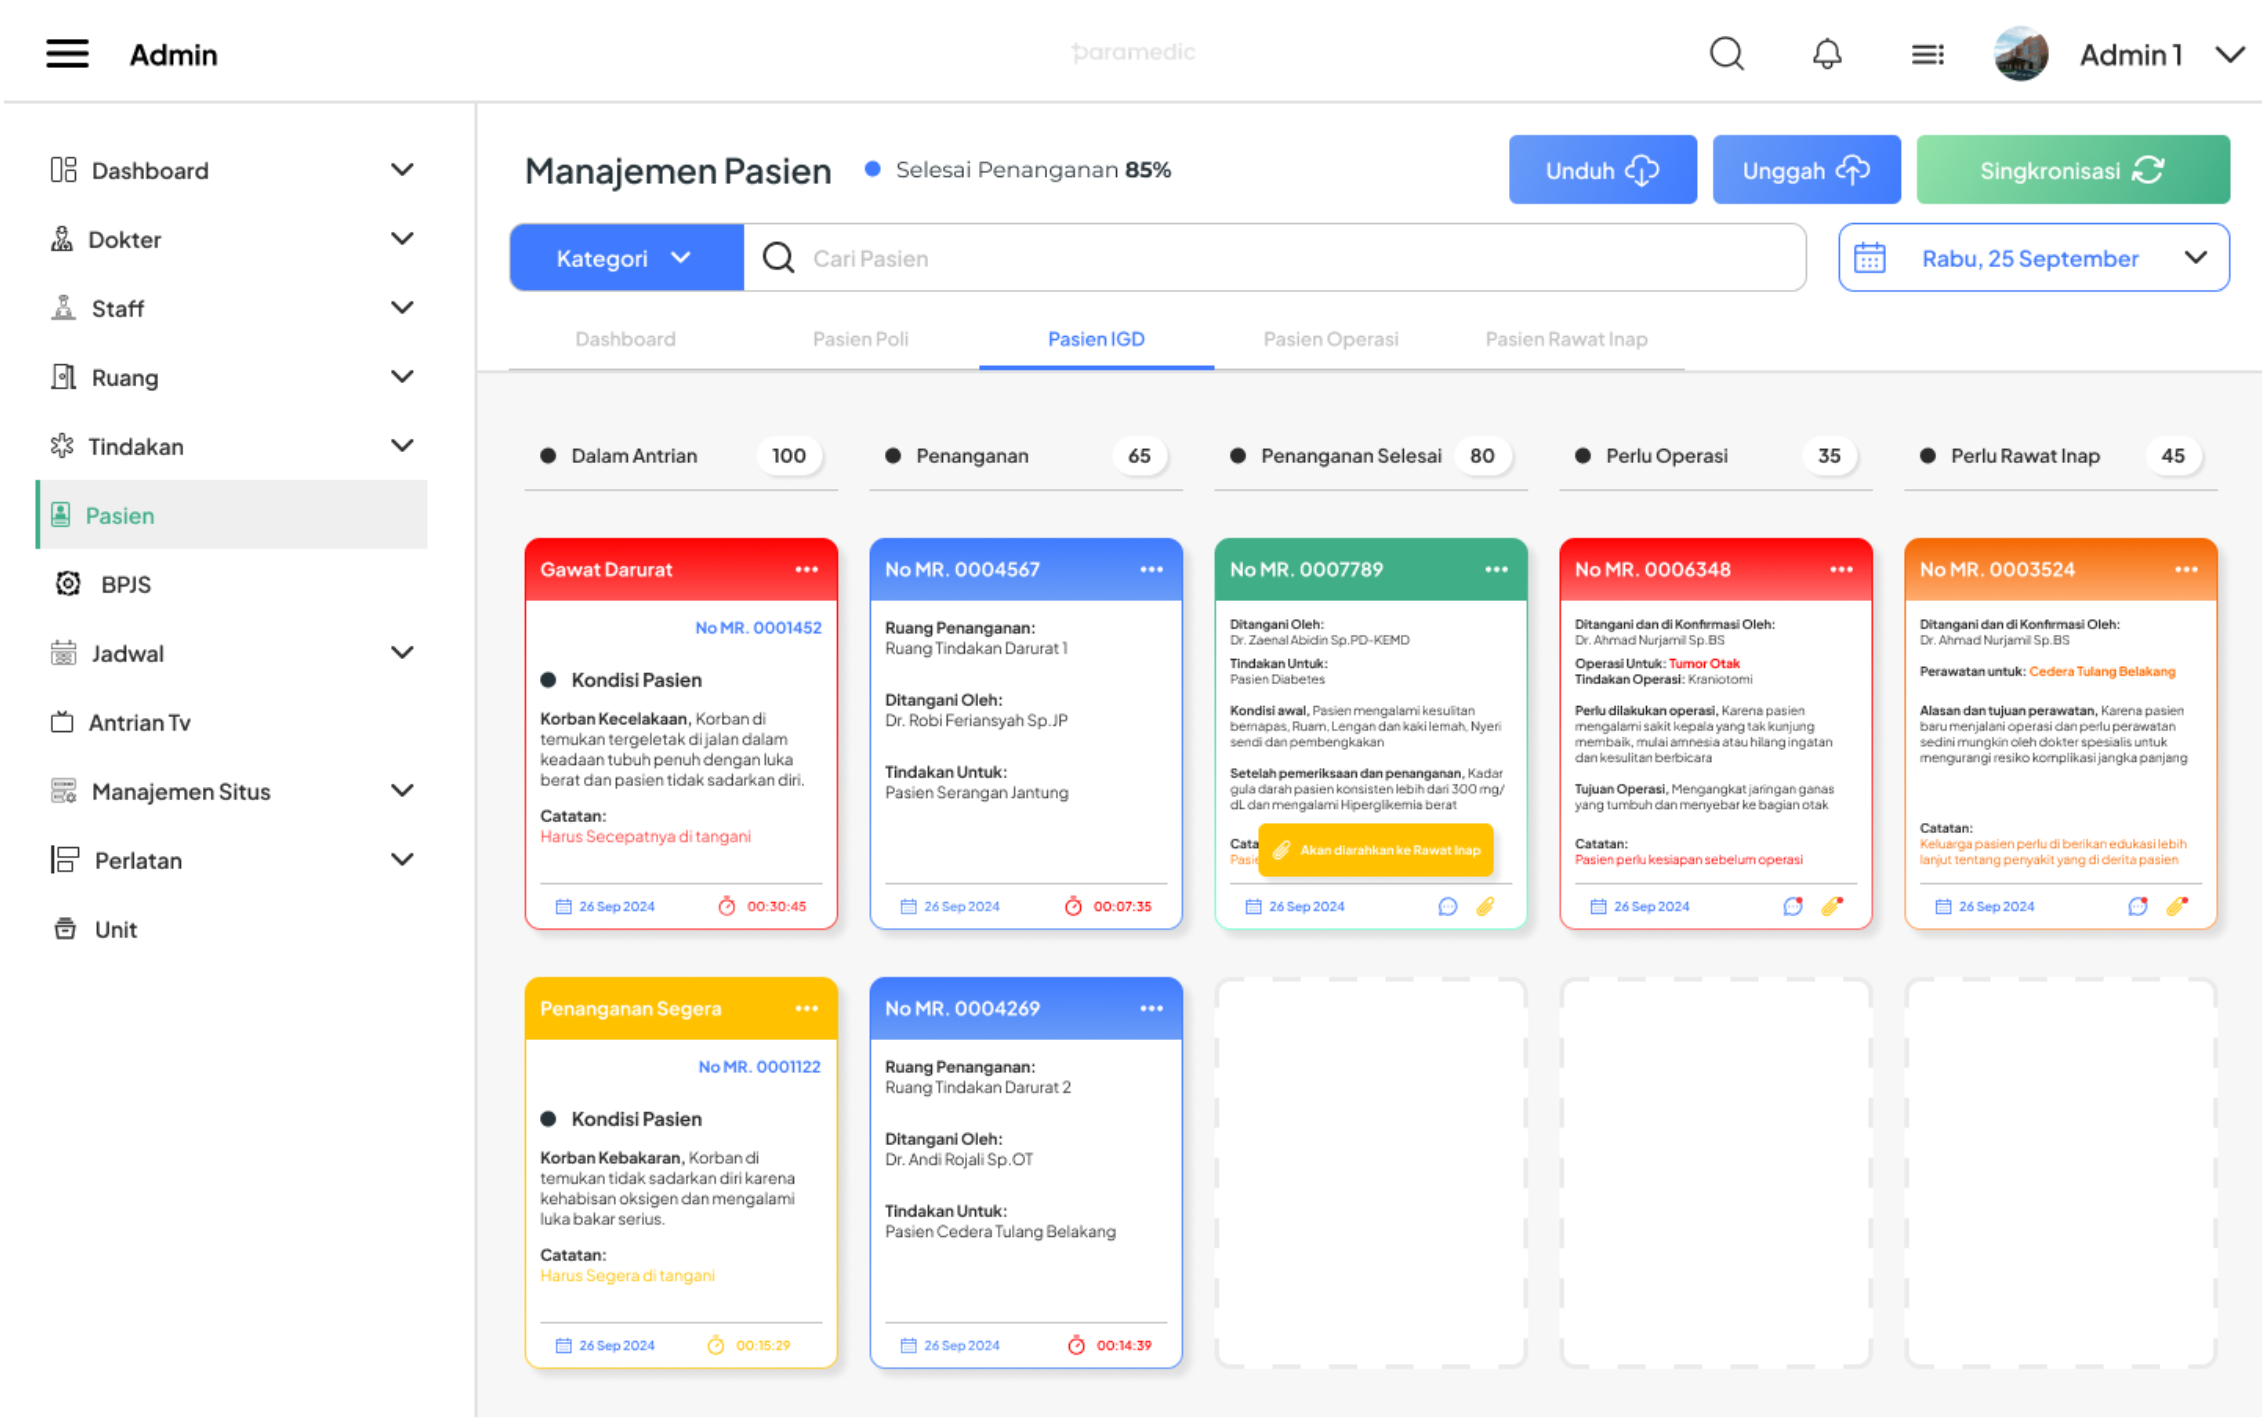 Admin
paramedic
Admin 1
Dashboard
Dokter
Staff
Ruang
Tindakan
Pasien
BPJS
Jadwal
Antrian Tv
Manajemen Situs
Perlatan
Unit
Manajemen Pasien
Selesai Penanganan 85%
Unduh
Unggah
Singkronisasi
Kategori
Cari Pasien
Rabu, 25 September
Dashboard
Pasien Poli
Pasien IGD
Pasien Operasi
Pasien Rawat Inap
Dalam Antrian 100
Penanganan 65
Penanganan Selesai 80
Perlu Operasi 35
Perlu Rawat Inap 45
Gawat Darurat
No MR. 0001452
Kondisi Pasien
Korban Kecelakaan, Korban di
temukan tergeletak di jalan dalam
keadaan tubuh penuh dengan luka
berat dan pasien tidak sadarkan diri.
Catatan:
Harus Secepatnya di tangani
26 Sep 2024 00:30:45
No MR. 0004567
Ruang Penanganan:
Ruang Tindakan Darurat 1
Ditangani Oleh:
Dr. Robi Feriansyah Sp.JP
Tindakan Untuk:
Pasien Serangan Jantung
26 Sep 2024 00:07:35
No MR. 0007789
Ditangani Oleh:
Dr. Zaenal Abidin Sp.PD-KEMD
Tindakan Untuk:
Pasien Diabetes
Kondisi awal, Pasien mengalami kesulitan
bernapas, Ruam, Lengan dan kaki lemah, Nyeri
sendi dan pembengkakan
Setelah pemeriksaan dan penanganan, Kadar
gula darah pasien konsisten lebih dari 300 mg/
dL dan mengalami Hiperglikemia berat
Akan diarahkan ke Rawat Inap
26 Sep 2024
No MR. 0006348
Ditangani dan di Konfirmasi Oleh:
Dr. Ahmad Nurjamil Sp.BS
Operasi Untuk: Tumor Otak
Tindakan Operasi: Kraniotomi
Perlu dilakukan operasi, Karena pasien
mengalami sakit kepala yang tak kunjung
membaik, mulai amnesia atau hilang ingatan
dan kesulitan berbicara
Tujuan Operasi, Mengangkat jaringan ganas
yang tumbuh dan menyebar ke bagian otak
Catatan:
Pasien perlu kesiapan sebelum operasi
26 Sep 2024
No MR. 0003524
Ditangani dan di Konfirmasi Oleh:
Dr. Ahmad Nurjamil Sp.BS
Perawatan untuk: Cedera Tulang Belakang
Alasan dan tujuan perawatan, Karena pasien
baru menjalani operasi dan perlu perawatan
sedini mungkin oleh dokter spesialis untuk
mengurangi resiko komplikasi jangka panjang
Catatan:
Keluarga pasien perlu di berikan edukasi lebih
lanjut tentang penyakit yang di derita pasien
26 Sep 2024
Penanganan Segera
No MR. 0001122
Kondisi Pasien
Korban Kebakaran, Korban di
temukan tidak sadarkan diri karena
kehabisan oksigen dan mengalami
luka bakar serius.
Catatan:
Harus Segera di tangani
26 Sep 2024 00:15:29
No MR. 0004269
Ruang Penanganan:
Ruang Tindakan Darurat 2
Ditangani Oleh:
Dr. Andi Rojali Sp.OT
Tindakan Untuk:
Pasien Cedera Tulang Belakang
26 Sep 2024 00:14:39